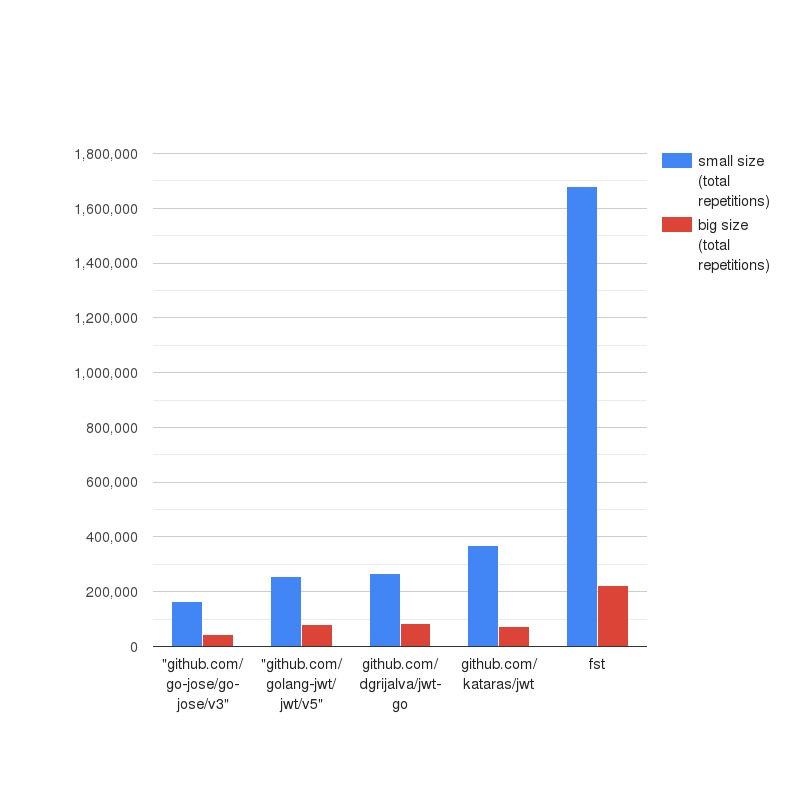 1,800,000
1,600,000
1,400,000
1,200,000
1,000,000
800,000
600,000
400,000
200,000
0
small size
(total
repetitions)
big size
(total
repetitions)
"github.com/
go-jose/go-
jose/v3"
"github.com/
golang-jwt/
jwt/v5"
github.com/
dgrijalva/jwt-
go
github.com/
kataras/jwt
fst